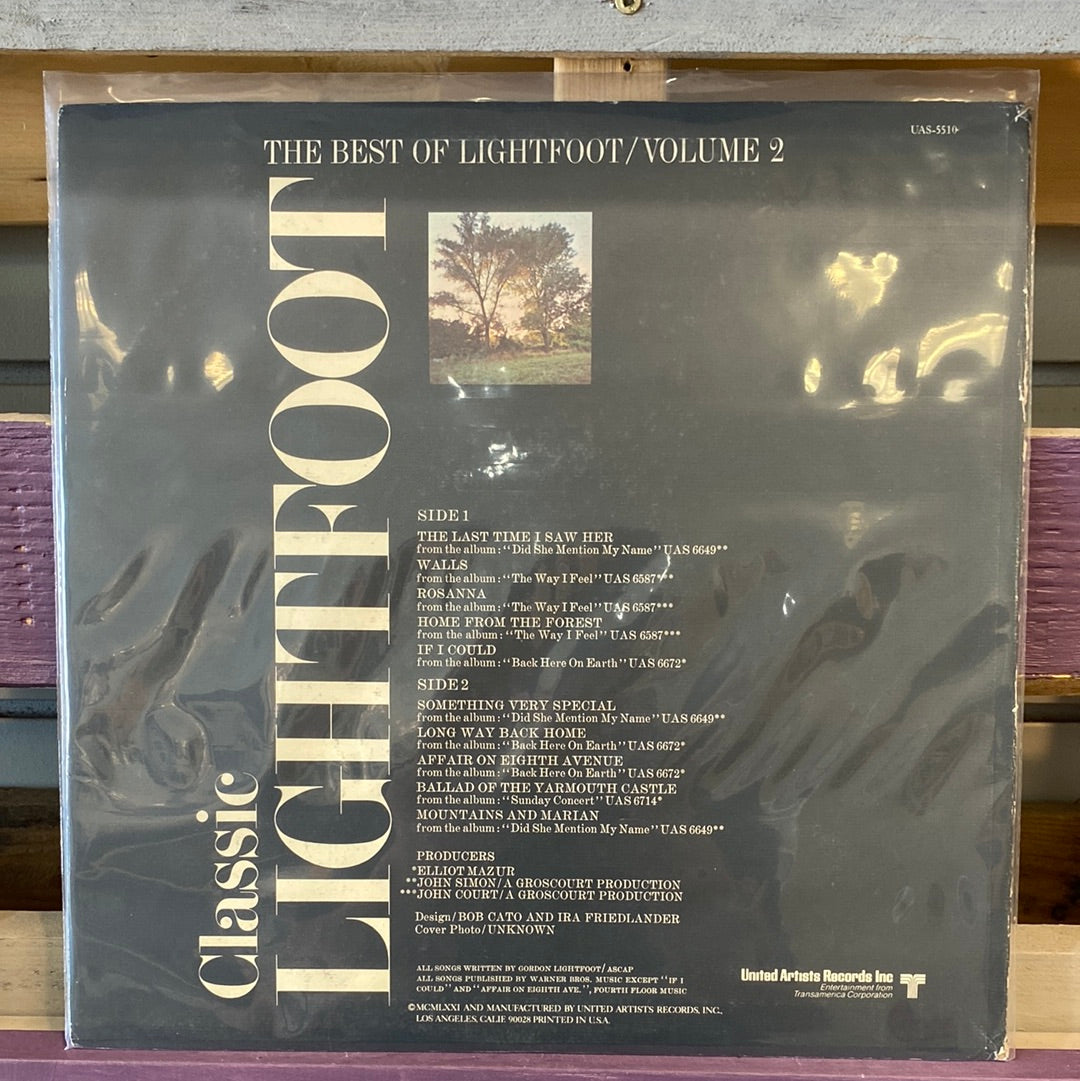 UAS-5510
THE BEST OF LIGHTFOOT/VOLUME 2
Classic
LIGHTFOOT
SIDE 1
THE LAST TIME I SAW HER
from the album: "Did She Mention My Name" UAS 6649**
WALLS
from the album: "The Way I Feel" UAS 6587***
ROSANNA
from the album: "The Way I Feel" UAS 6587***
HOME FROM THE FOREST
from the album: "The Way I Feel" UAS 6587***
IF I COULD
from the album: "Back Here On Earth" UAS 6672*
SIDE 2
SOMETHING VERY SPECIAL
from the album: "Did She Mention My Name" UAS 6649**
LONG WAY BACK HOME
from the album: "Back Here On Earth" UAS 6672*
AFFAIR ON EIGHTH AVENUE
from the album: "Back Here On Earth" UAS 6672*
BALLAD OF THE YARMOUTH CASTLE
from the album: "Sunday Concert" UAS 6714*
MOUNTAINS AND MARIAN
from the album: "Did She Mention My Name" UAS 6649**
PRODUCERS
*ELLIOT MAZUR
**JOHN SIMON/A GROSCOURT PRODUCTION
***JOHN COURT/A GROSCOURT PRODUCTION
Design/BOB CATO AND IRA FRIEDLANDER
Cover Photo/UNKNOWN
ALL SONGS WRITTEN BY GORDON LIGHTFOOT/ASCAP
ALL SONGS PUBLISHED BY WARNER BROS. MUSIC EXCEPT "IF I
COULD" AND "AFFAIR ON EIGHTH AVE.", FOURTH FLOOR MUSIC
©MCMLXXI AND MANUFACTURED BY UNITED ARTISTS RECORDS, INC.,
LOS ANGELES, CALIF 90028 PRINTED IN U.S.A.
United Artists Records Inc
Entertainment from
Transamerica Corporation